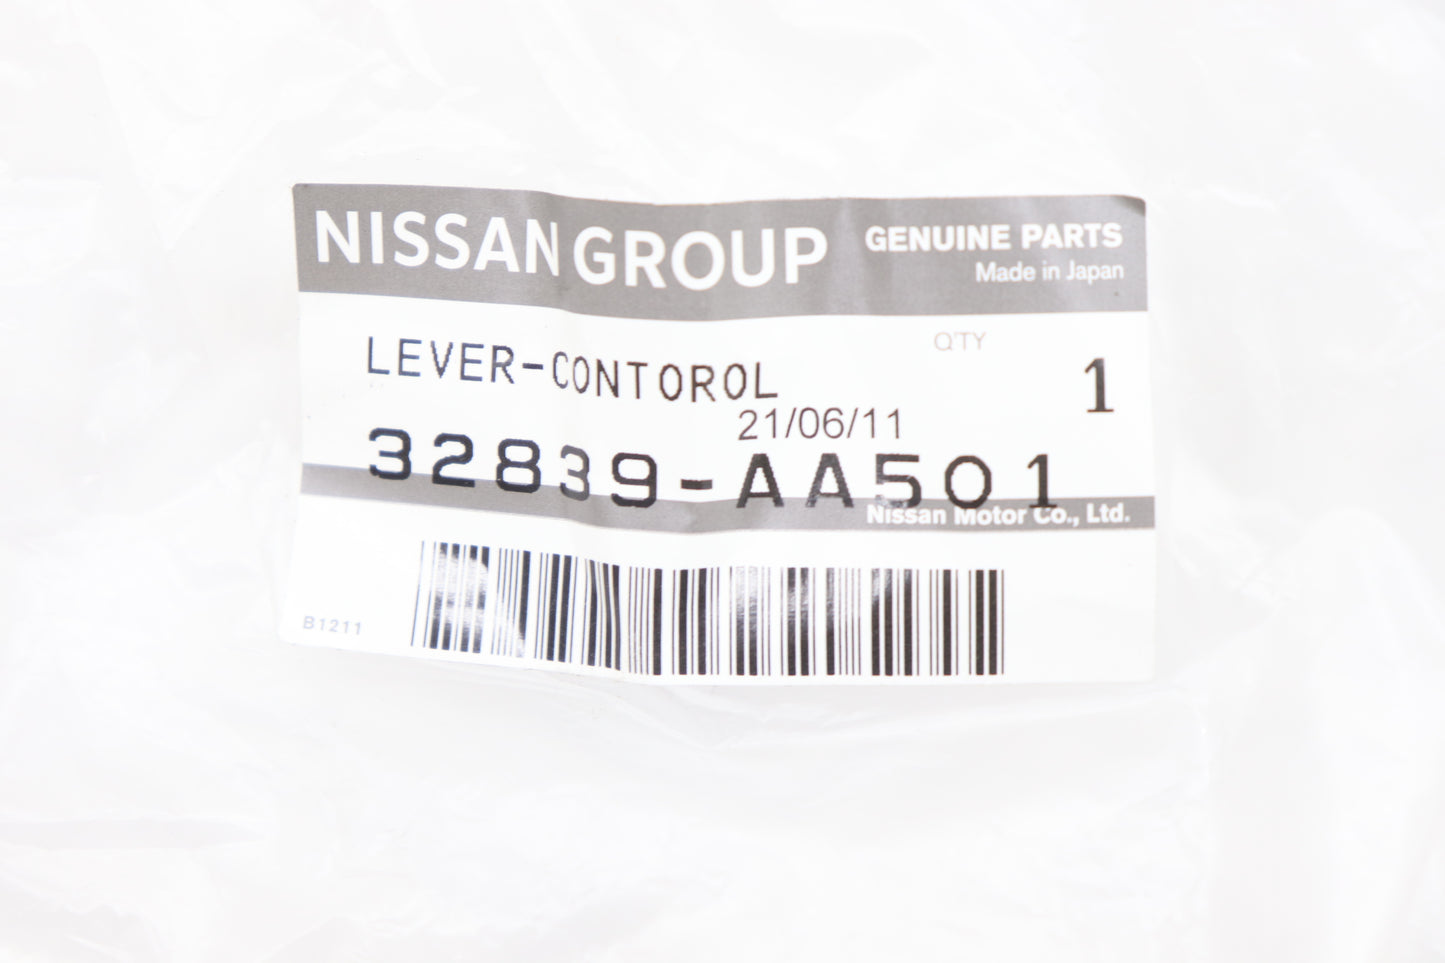 NISSAN GROUP
GENUINE PARTS
Made in Japan
Q'TY
LEVER-CONTOROL
1
21/06/11
32839-AA501
Nissan Motor Co., Ltd.
B1211